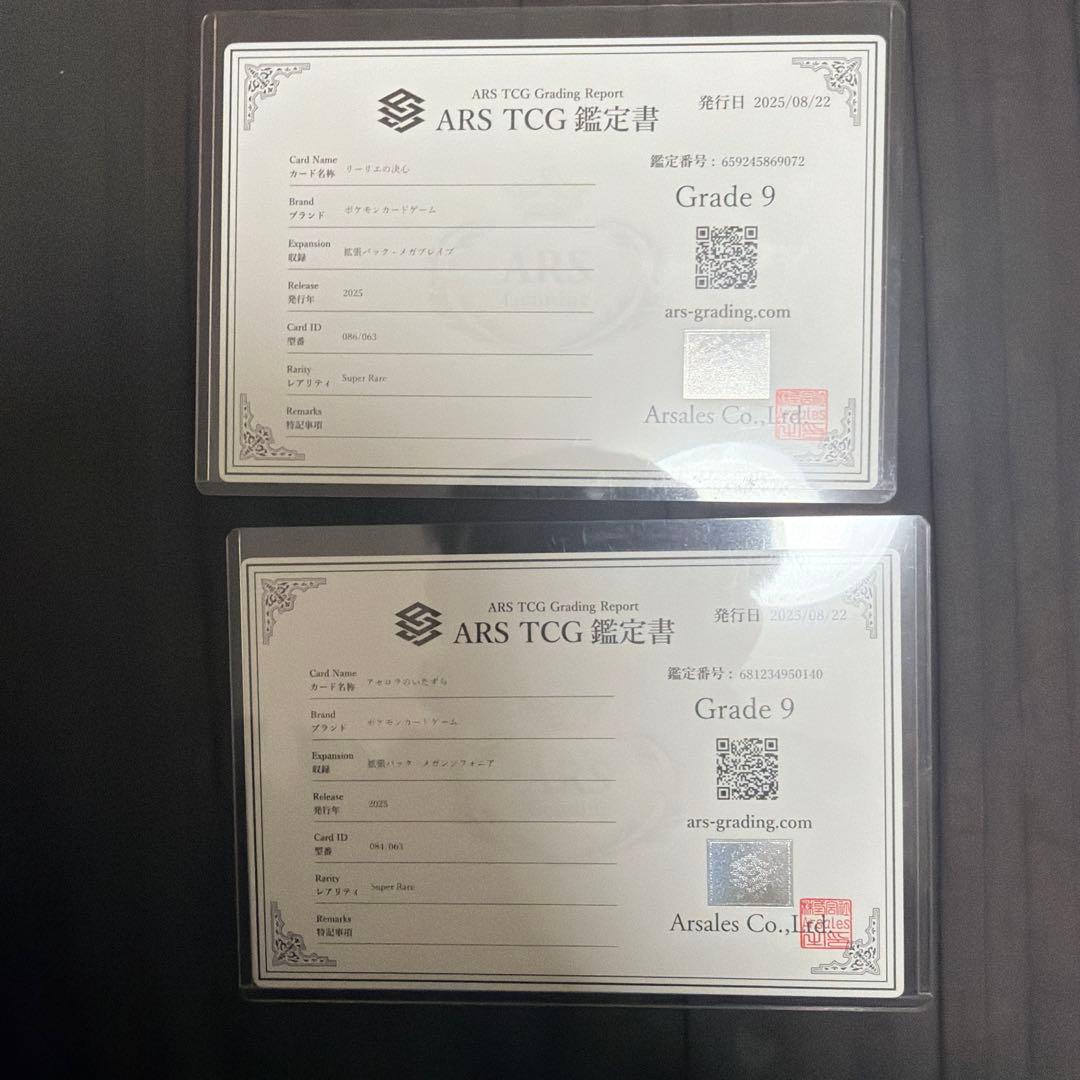 ARS TCG Grading Report
ARS TCG 鑑定書
発行日 2025/08/22
Card Name
カード名称 リーリエの決心
Brand
ブランド ポケモンカードゲーム
Expansion
収録 拡張パック - メガブレイブ
Release
発行年 2025
Card ID
型番 086/063
Rarity
レアリティ Super Rare
Remarks
特記事項
鑑定番号：659245869072
Grade 9
ars-grading.com
Arsales Co.,Ltd.
ARS TCG Grading Report
ARS TCG 鑑定書
発行日 2025/08/22
Card Name
カード名称 アセロラのいたずら
Brand
ブランド ポケモンカードゲーム
Expansion
収録 拡張パック - メガシンフォニア
Release
発行年 2025
Card ID
型番 084/063
Rarity
レアリティ Super Rare
Remarks
特記事項
鑑定番号：681234950140
Grade 9
ars-grading.com
Arsales Co.,Ltd.